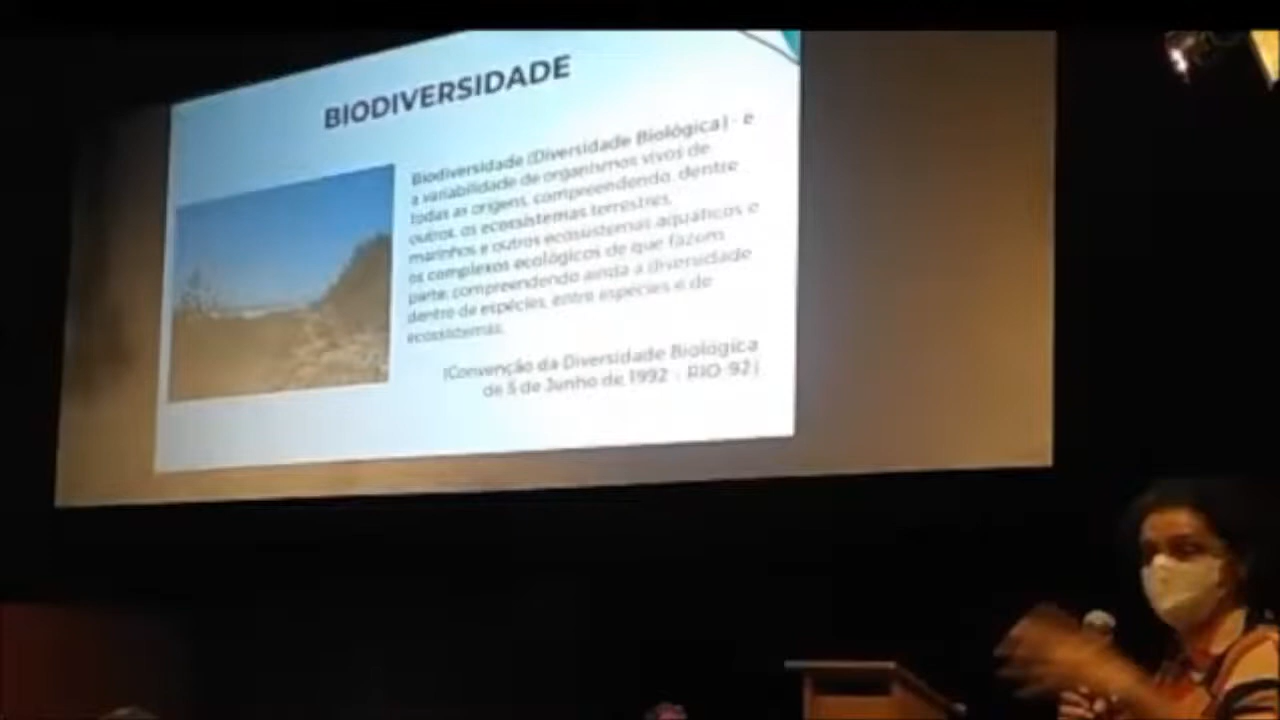 BIODIVERSIDADE
Biodiversidade (Diversidade Biológica) - é
a variabilidade de organismos vivos de
todas as origens, compreendendo, dentre
outros, os ecossistemas terrestres,
marinhos e outros ecossistemas aquáticos e
os complexos ecológicos de que fazem
parte; compreendendo ainda a diversidade
dentro de espécies, entre espécies e de
ecossistemas.
(Convenção da Diversidade Biológica
de 5 de Junho de 1992 - RIO-92)